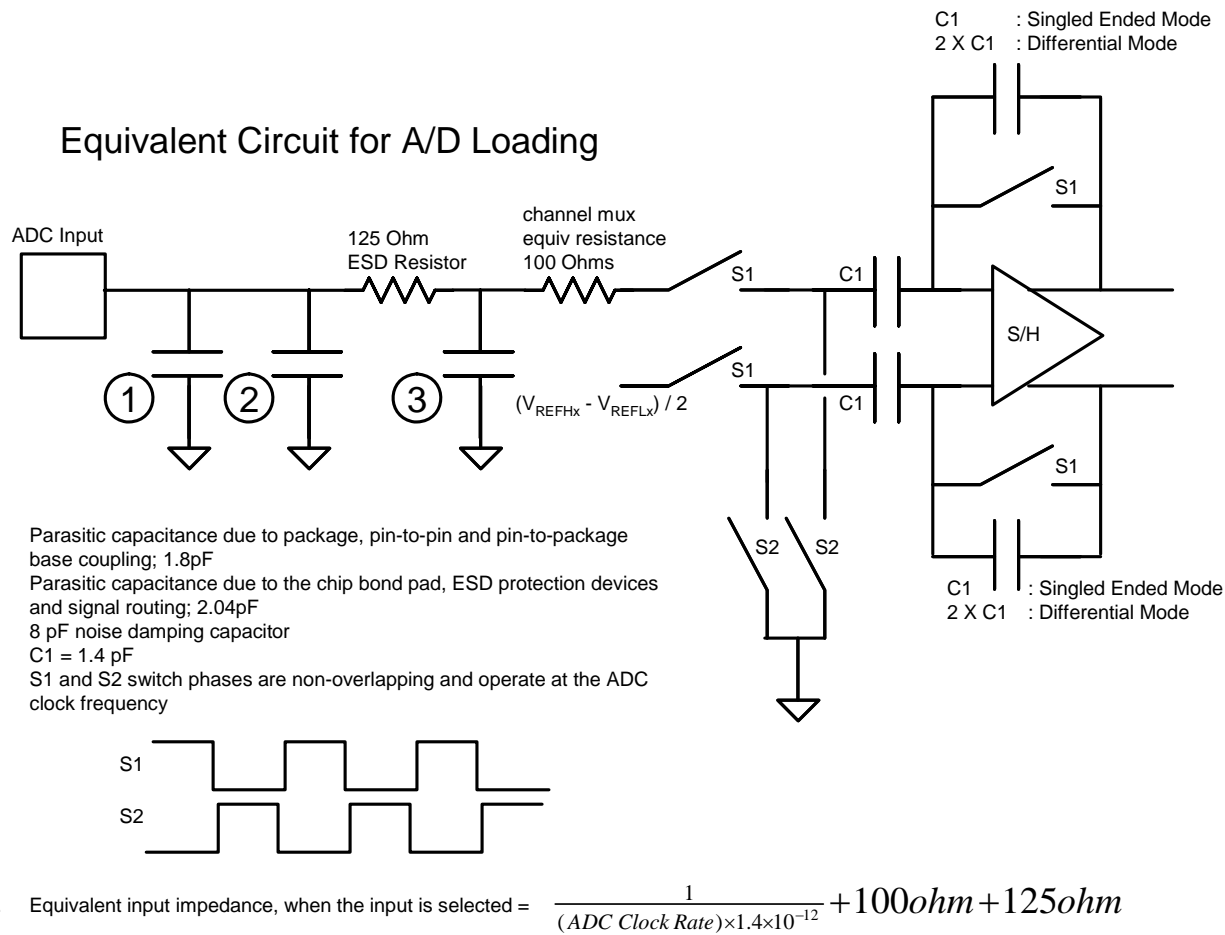 C1 : Singled Ended Mode
2 X C1 : Differential Mode
Equivalent Circuit for A/D Loading
S1
ADC Input
125 Ohm
ESD Resistor
channel mux
equiv resistance
100 Ohms
S1
C1
S/H
1
2
3
S1
C1
(VREFHx - VREFLx) / 2
S1
S2
S2
C1 : Singled Ended Mode
2 X C1 : Differential Mode
Parasitic capacitance due to package, pin-to-pin and pin-to-package
base coupling; 1.8pF
Parasitic capacitance due to the chip bond pad, ESD protection devices
and signal routing; 2.04pF
8 pF noise damping capacitor
C1 = 1.4 pF
S1 and S2 switch phases are non-overlapping and operate at the ADC
clock frequency
S1
S2
Equivalent input impedance, when the input is selected = 1 / (ADC Clock Rate)×1.4×10⁻¹² +100ohm+125ohm